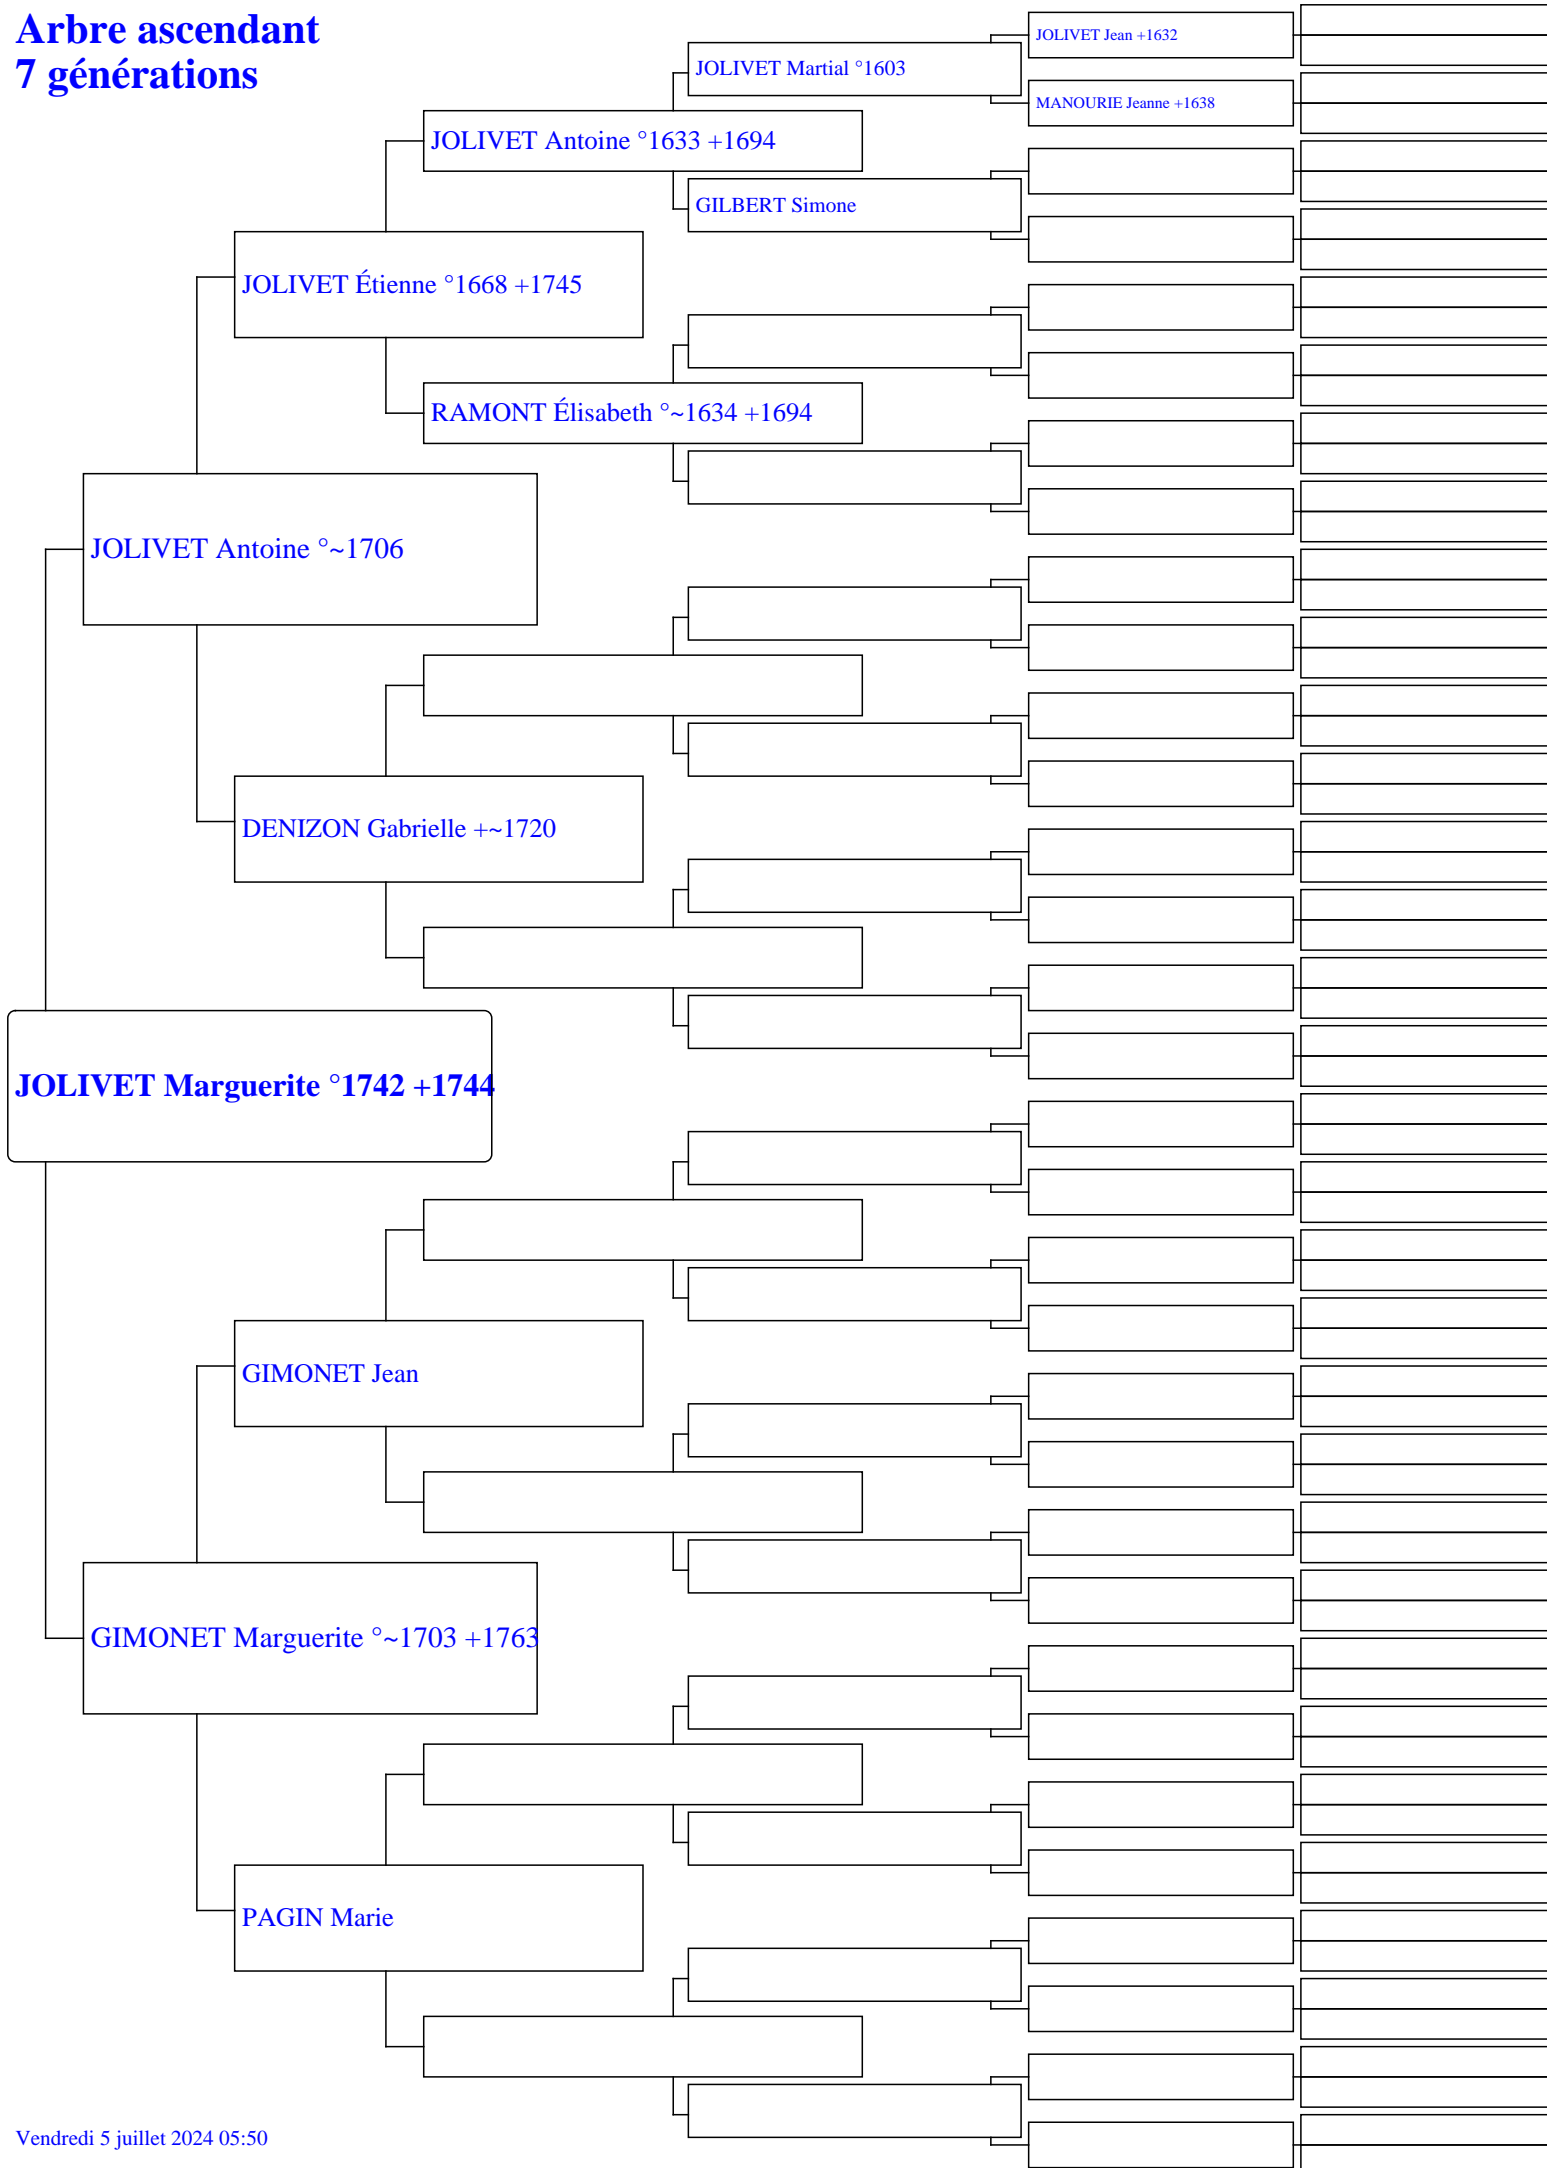 Arbre ascendant
7 générations
JOLIVET Jean +1632
JOLIVET Martial °1603
MANOURIE Jeanne +1638
JOLIVET Antoine °1633 +1694
GILBERT Simone
JOLIVET Étienne °1668 +1745
RAMONT Élisabeth °~1634 +1694
JOLIVET Antoine °~1706
DENIZON Gabrielle +~1720
JOLIVET Marguerite °1742 +1744
GIMONET Jean
GIMONET Marguerite °~1703 +1763
PAGIN Marie
Vendredi 5 juillet 2024 05:50